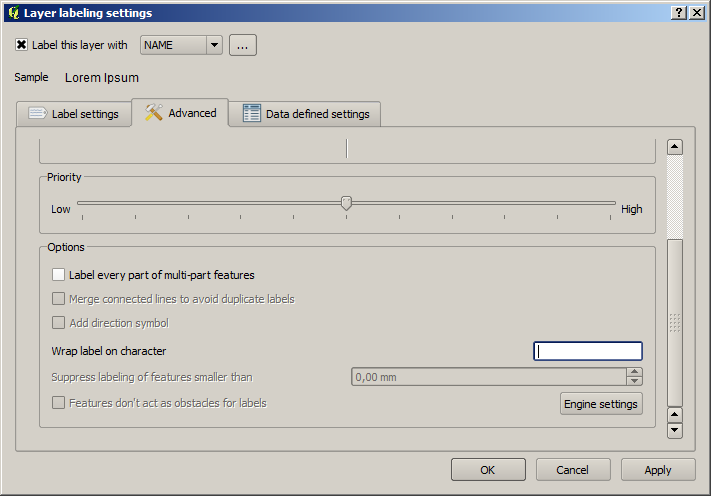 Layer labeling settings
Label this layer with NAME ...
Sample Lorem Ipsum
Label settings Advanced Data defined settings
Priority
Low High
Options
Label every part of multi-part features
Merge connected lines to avoid duplicate labels
Add direction symbol
Wrap label on character
Suppress labeling of features smaller than 0,00 mm
Features don't act as obstacles for labels Engine settings
OK Cancel Apply